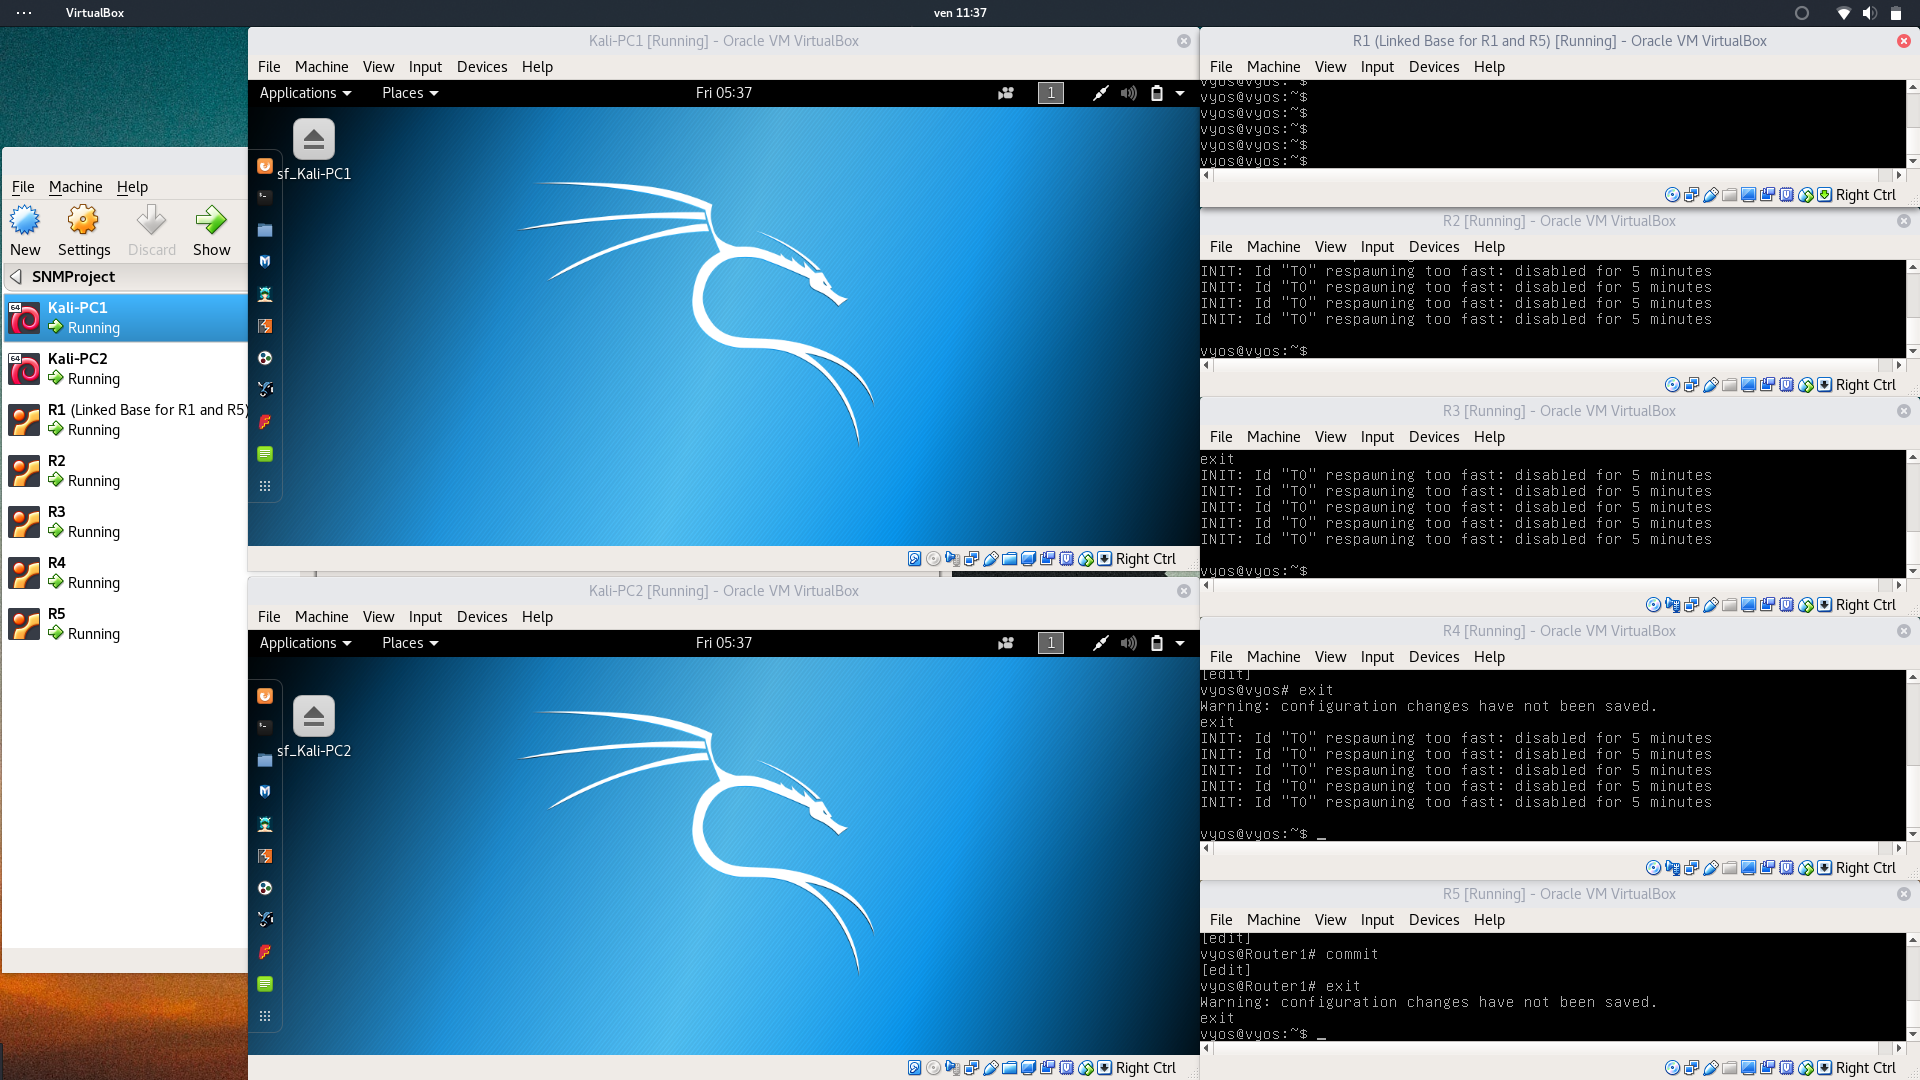 VirtualBox
ven 11:37
File Machine Help
New Settings Discard Show
SNMProject
Kali-PC1
Running
Kali-PC2
Running
R1 (Linked Base for R1 and R5)
Running
R2
Running
R3
Running
R4
Running
R5
Running
Kali-PC1 [Running] - Oracle VM VirtualBox
File Machine View Input Devices Help
Applications Places Fri 05:37 1
sf_Kali-PC1
Right Ctrl
Kali-PC2 [Running] - Oracle VM VirtualBox
File Machine View Input Devices Help
Applications Places Fri 05:37 1
sf_Kali-PC2
Right Ctrl
R1 (Linked Base for R1 and R5) [Running] - Oracle VM VirtualBox
File Machine View Input Devices Help
vyos@vyos:~$
vyos@vyos:~$
vyos@vyos:~$
vyos@vyos:~$
vyos@vyos:~$
vyos@vyos:~$
Right Ctrl
R2 [Running] - Oracle VM VirtualBox
File Machine View Input Devices Help
INIT: Id "T0" respawning too fast: disabled for 5 minutes
INIT: Id "T0" respawning too fast: disabled for 5 minutes
INIT: Id "T0" respawning too fast: disabled for 5 minutes
INIT: Id "T0" respawning too fast: disabled for 5 minutes
vyos@vyos:~$
Right Ctrl
R3 [Running] - Oracle VM VirtualBox
File Machine View Input Devices Help
exit
INIT: Id "T0" respawning too fast: disabled for 5 minutes
INIT: Id "T0" respawning too fast: disabled for 5 minutes
INIT: Id "T0" respawning too fast: disabled for 5 minutes
INIT: Id "T0" respawning too fast: disabled for 5 minutes
INIT: Id "T0" respawning too fast: disabled for 5 minutes
vyos@vyos:~$
Right Ctrl
R4 [Running] - Oracle VM VirtualBox
File Machine View Input Devices Help
[edit]
vyos@vyos# exit
Warning: configuration changes have not been saved.
exit
INIT: Id "T0" respawning too fast: disabled for 5 minutes
INIT: Id "T0" respawning too fast: disabled for 5 minutes
INIT: Id "T0" respawning too fast: disabled for 5 minutes
INIT: Id "T0" respawning too fast: disabled for 5 minutes
INIT: Id "T0" respawning too fast: disabled for 5 minutes
vyos@vyos:~$ _
Right Ctrl
R5 [Running] - Oracle VM VirtualBox
File Machine View Input Devices Help
[edit]
vyos@Router1# commit
[edit]
vyos@Router1# exit
Warning: configuration changes have not been saved.
exit
vyos@vyos:~$ _
Right Ctrl